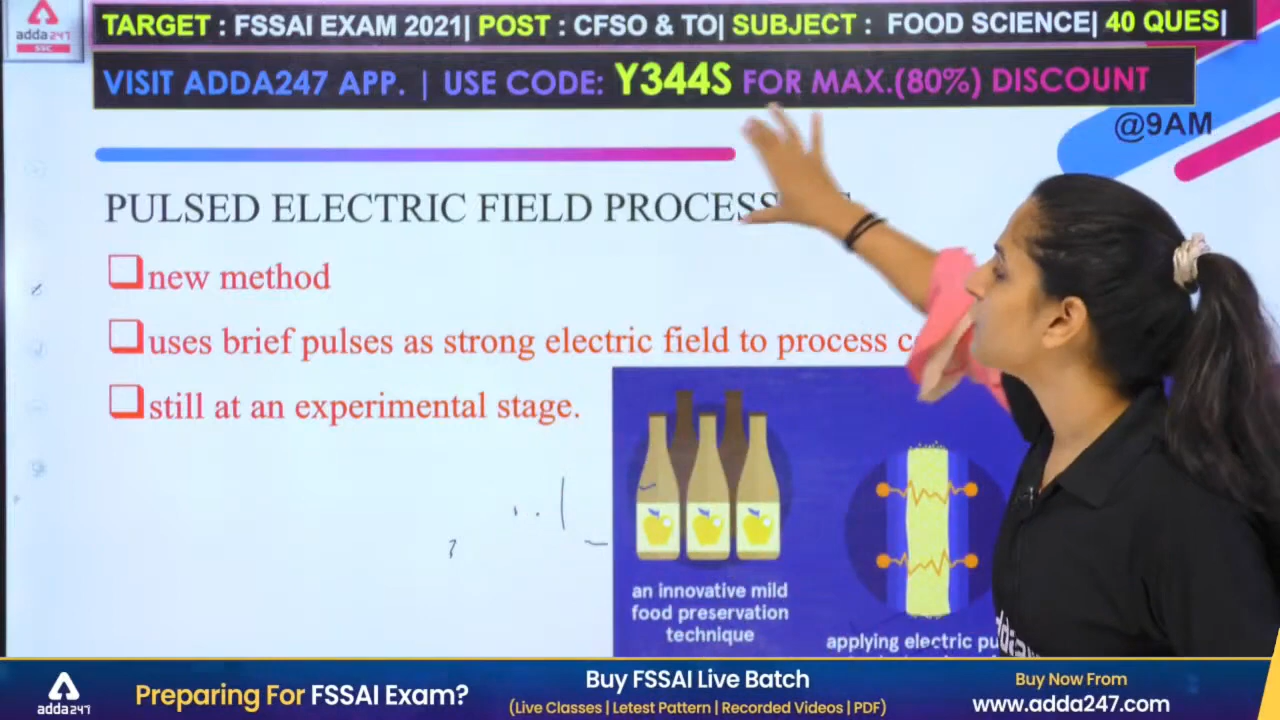 adda247
SSC
TARGET : FSSAI EXAM 2021| POST : CFSO & TO| SUBJECT : FOOD SCIENCE| 40 QUES|
VISIT ADDA247 APP. | USE CODE: Y344S FOR MAX.(80%) DISCOUNT
@9AM
PULSED ELECTRIC FIELD PROCESS
new method
uses brief pulses as strong electric field to process c
still at an experimental stage.
an innovative mild
food preservation
technique
applying electric pu
adda247
Preparing For FSSAI Exam?
Buy FSSAI Live Batch
(Live Classes | Letest Pattern | Recorded Videos | PDF)
Buy Now From
www.adda247.com